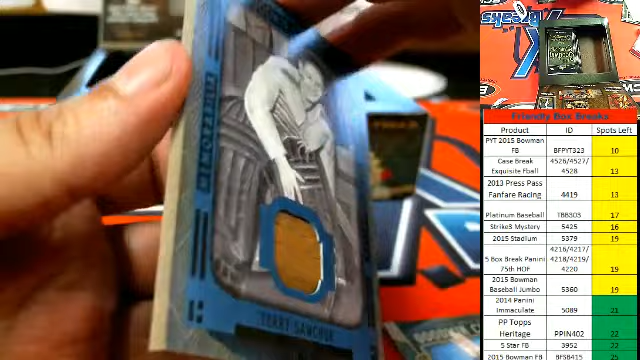 MEMORABILIA
TERRY SAWCHUK
Breaks
Friendly Box Breaks
Product ID Spots Left
PYT 2015 Bowman
FB BFPYT323 10
Case Break 4526/4527/
Exquisite Fball 4528 13
2013 Press Pass
Fanfare Racing 4419 13
Platinum Baseball TBB303 17
Strike3 Mystery 5425 16
2015 Stadium 5379 19
4216/4217/
5 Box Break Panini 4218/4219/
75th HOF 4220 19
2015 Bowman
Baseball Jumbo 5360 19
2014 Panini
Immaculate 5089 21
PP Topps
Heritage PPIN402 22
5 Star FB 3952 22
2015 Bowman FB BFSB415 25